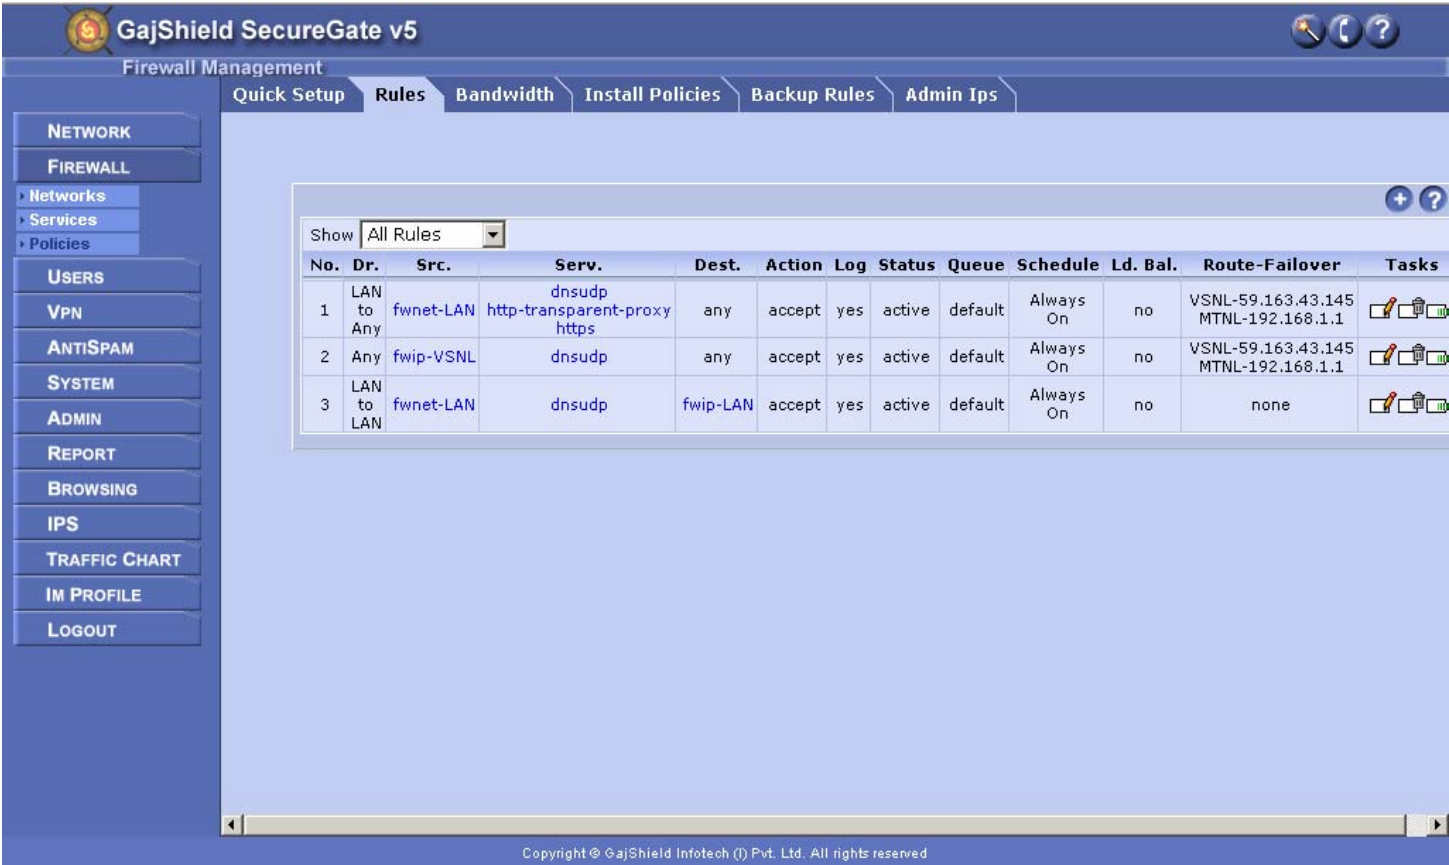 GajShield SecureGate v5
Firewall Management
Quick Setup Rules Bandwidth Install Policies Backup Rules Admin Ips
NETWORK
FIREWALL
Networks
Services
Policies
USERS
VPN
ANTISPAM
SYSTEM
ADMIN
REPORT
BROWSING
IPS
TRAFFIC CHART
IM PROFILE
LOGOUT
Show All Rules
No. Dr. Src. Serv. Dest. Action Log Status Queue Schedule Ld. Bal. Route-Failover Tasks
1 LAN to Any fwnet-LAN dnsudp http-transparent-proxy https any accept yes active default Always On no VSNL-59.163.43.145 MTNL-192.168.1.1
2 Any fwip-VSNL dnsudp any accept yes active default Always On no VSNL-59.163.43.145 MTNL-192.168.1.1
3 LAN to LAN fwnet-LAN dnsudp fwip-LAN accept yes active default Always On no none
Copyright © GajShield Infotech (I) Pvt. Ltd. All rights reserved